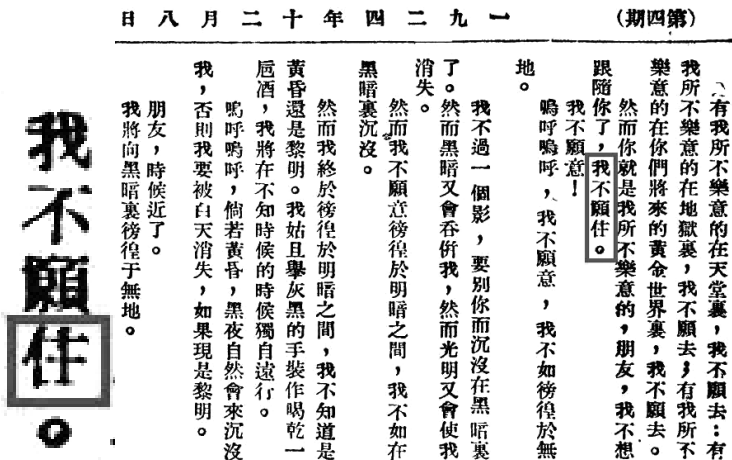 (第四期)
一九二四年十二月八日
有我所不樂意的在天堂裏，我不願去：有
我所不樂意的在地獄裏，我不願去；有我所不
樂意的在你們將來的黃金世界裏，我不願去。
然而你就是我所不樂意的，朋友，我不想
跟隨你了，我不願住。
我不願意！
嗚呼嗚呼，我不願意，我不如徬徨於無
地。
我不過一個影，要別你而沉沒在黑暗裏
了。然而黑暗又會吞併我，然而光明又會使我
消失。
然而我不願意徬徨於明暗之間，我不如在
黑暗裏沉沒。
然而我終於徬徨於明暗之間，我不知道是
黃昏還是黎明。我姑且舉灰黑的手裝作喝乾一
卮酒，我將在不知時候的時候獨自遠行。
嗚呼嗚呼，倘若黃昏，黑夜自然會來沉沒
我，否則我要被白天消失，如果現是黎明。
朋友，時候近了。
我將向黑暗裏徬徨于無地。
我不願住。